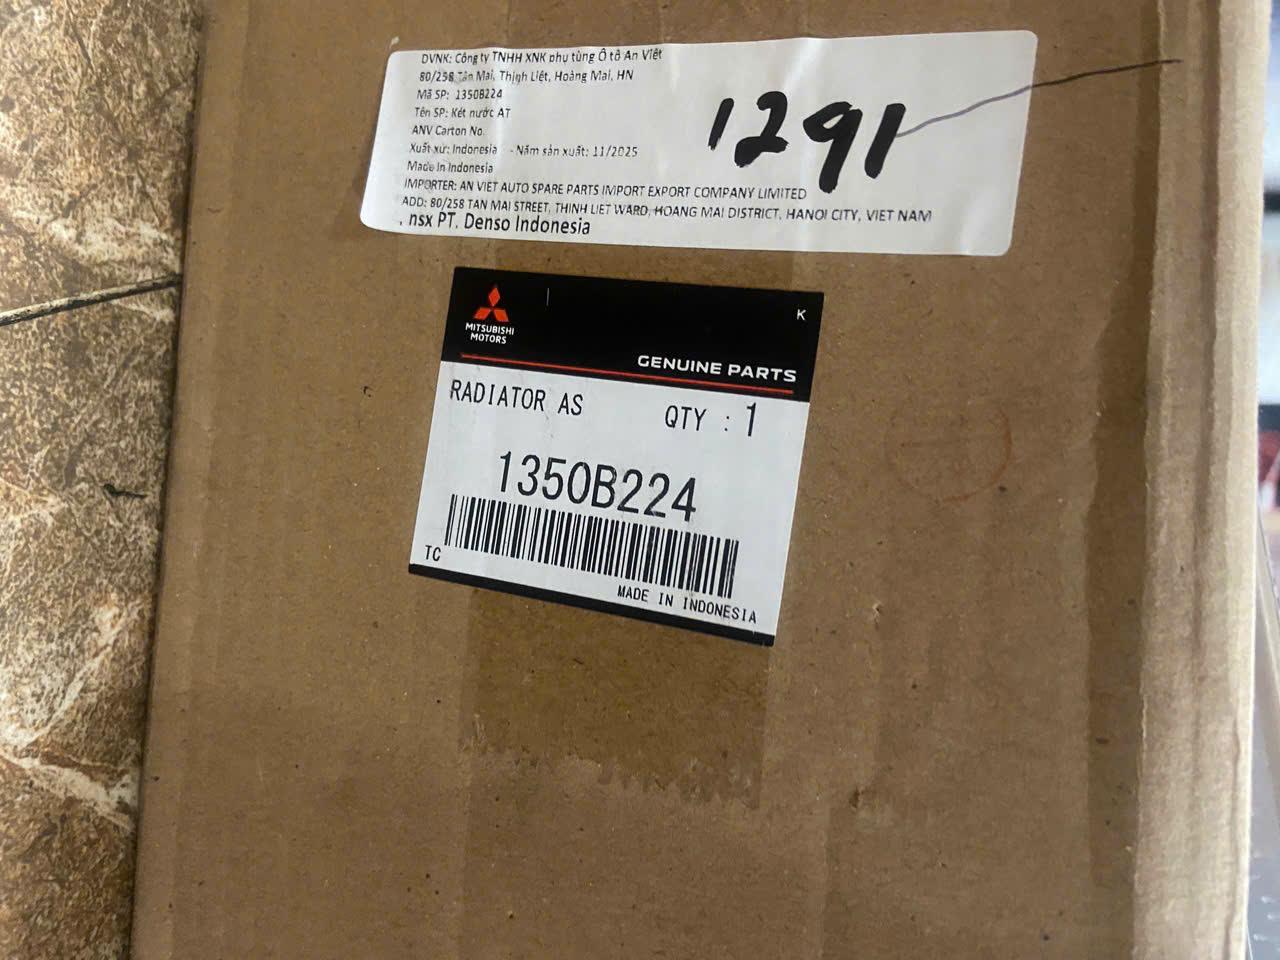 DVNK: Công ty TNHH XNK phụ tùng Ô tô An Việt
80/258 Tân Mai, Thịnh Liệt, Hoàng Mai, HN
Mã SP: 1350B224
Tên SP: Két nước AT
ANV Carton No.
Xuất xứ: Indonesia - Năm sản xuất: 11/2025
Made In Indonesia
IMPORTER: AN VIET AUTO SPARE PARTS IMPORT EXPORT COMPANY LIMITED
ADD: 80/258 TAN MAI STREET, THINH LIET WARD, HOANG MAI DISTRICT, HANOI CITY, VIET NAM
. nsx PT. Denso Indonesia
1291
MITSUBISHI
MOTORS
K
GENUINE PARTS
RADIATOR AS
QTY : 1
1350B224
TC
MADE IN INDONESIA